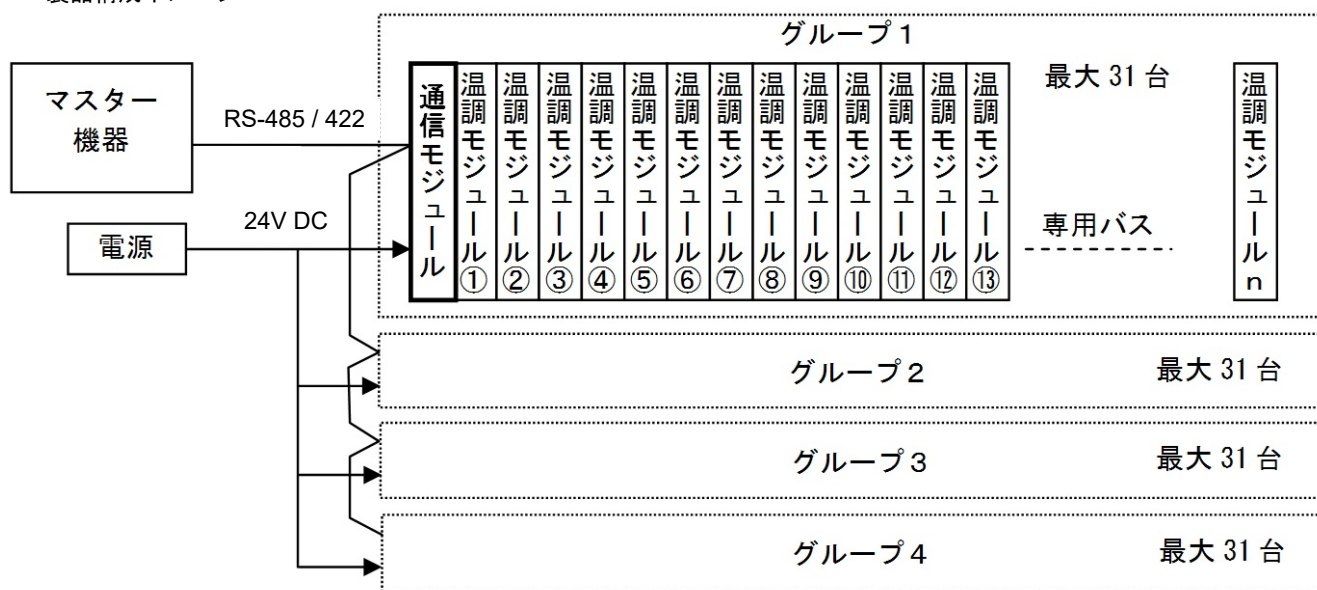 グループ1
マスター
機器
RS-485 / 422
通信モジュール
温調モジュール①
温調モジュール②
温調モジュール③
温調モジュール④
温調モジュール⑤
温調モジュール⑥
温調モジュール⑦
温調モジュール⑧
温調モジュール⑨
温調モジュール⑩
温調モジュール⑪
温調モジュール⑫
温調モジュール⑬
最大 31 台
専用バス
温調モジュールn
24V DC
電源
グループ2
最大 31 台
グループ3
最大 31 台
グループ4
最大 31 台